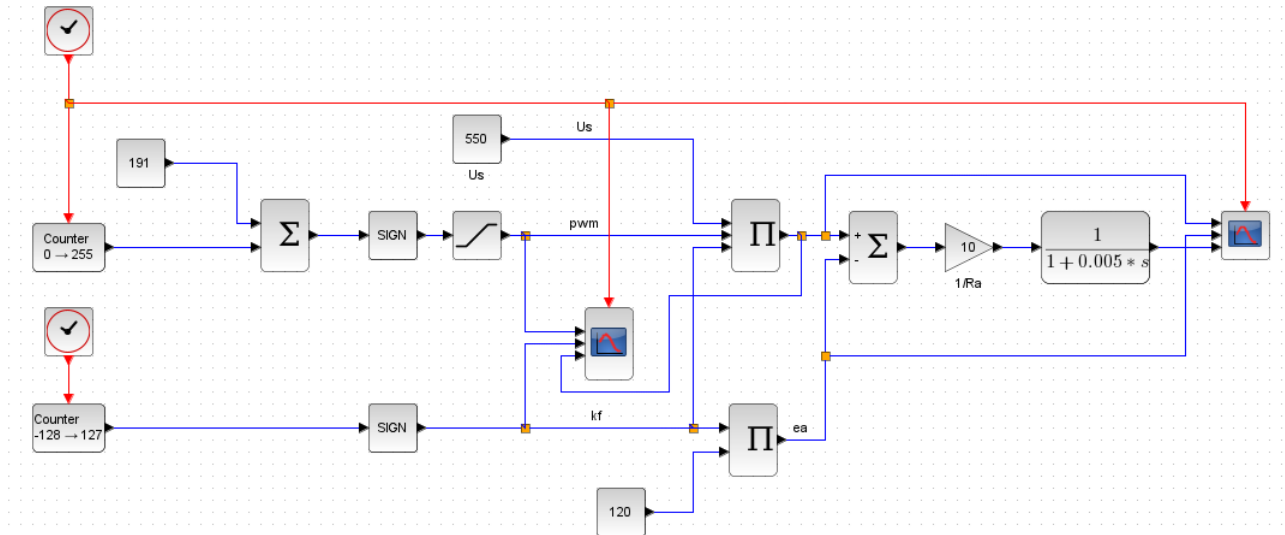 550
Us
Us
191
pwm
Counter
0 → 255
Σ
SIGN
Π
+
-
Σ
10
1/Ra
1
1 + 0.005 * s
Counter
-128 → 127
SIGN
kf
Π
ea
120